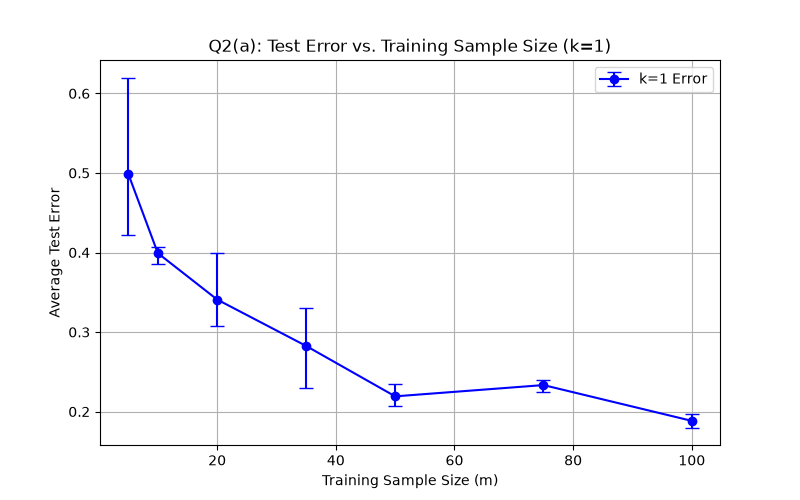 Q2(a): Test Error vs. Training Sample Size (k=1)
k=1 Error
Average Test Error
0.6
0.5
0.4
0.3
0.2
20 40 60 80 100
Training Sample Size (m)